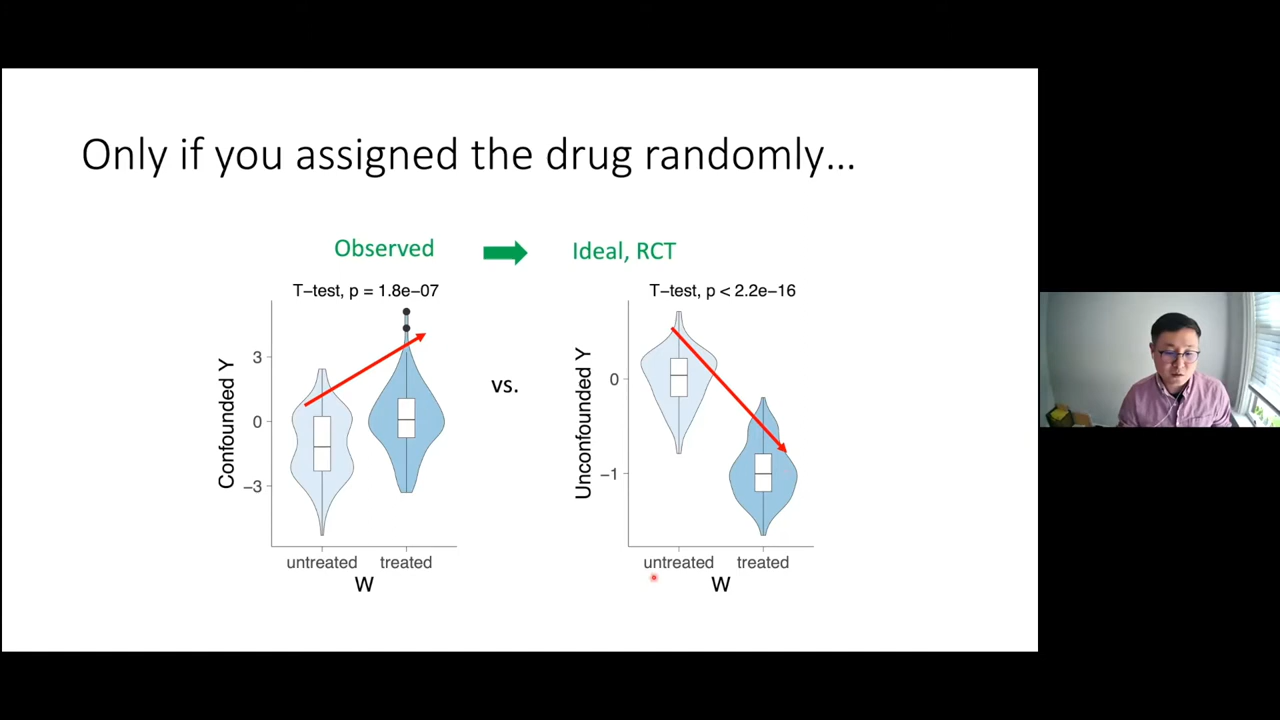 Only if you assigned the drug randomly...
Observed
Ideal, RCT
T-test, p = 1.8e-07
Confounded Y
3
0
-3
untreated treated
W
vs.
T-test, p < 2.2e-16
Unconfounded Y
0
-1
untreated treated
W